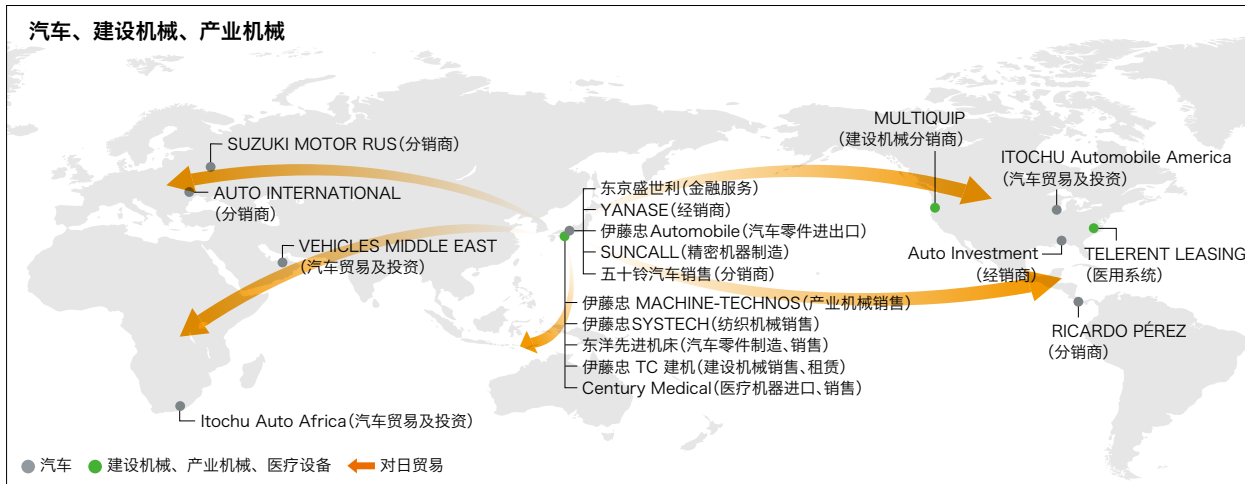 汽车、建设机械、产业机械
SUZUKI MOTOR RUS(分销商)
AUTO INTERNATIONAL
(分销商)
VEHICLES MIDDLE EAST
(汽车贸易及投资)
Itochu Auto Africa(汽车贸易及投资)
东京盛世利(金融服务)
YANASE(经销商)
伊藤忠 Automobile(汽车零件进出口)
SUNCALL(精密机器制造)
五十铃汽车销售(分销商)
伊藤忠 MACHINE-TECHNOS(产业机械销售)
伊藤忠SYSTECH(纺织机械销售)
东洋先进机床(汽车零件制造、销售)
伊藤忠 TC 建机(建设机械销售、租赁)
Century Medical(医疗机器进口、销售)
MULTIQUIP
(建设机械分销商)
ITOCHU Automobile America
(汽车贸易及投资)
Auto Investment
(经销商)
TELERENT LEASING
(医用系统)
RICARDO PÉREZ
(分销商)
汽车
建设机械、产业机械、医疗设备
对日贸易